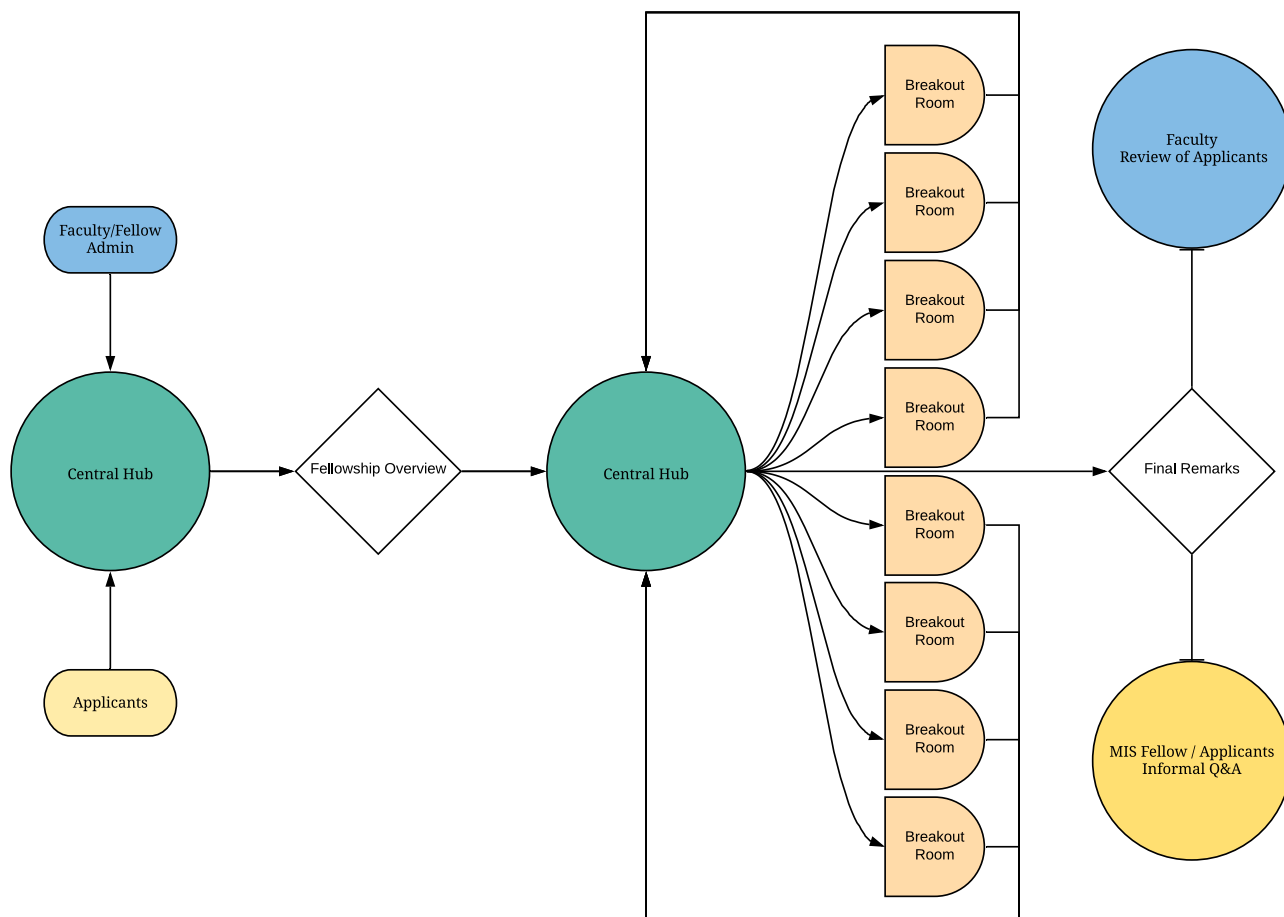 Faculty/Fellow
Admin
Central Hub
Applicants
Fellowship Overview
Central Hub
Breakout
Room
Breakout
Room
Breakout
Room
Breakout
Room
Breakout
Room
Breakout
Room
Breakout
Room
Breakout
Room
Faculty
Review of Applicants
Final Remarks
MIS Fellow / Applicants
Informal Q&A